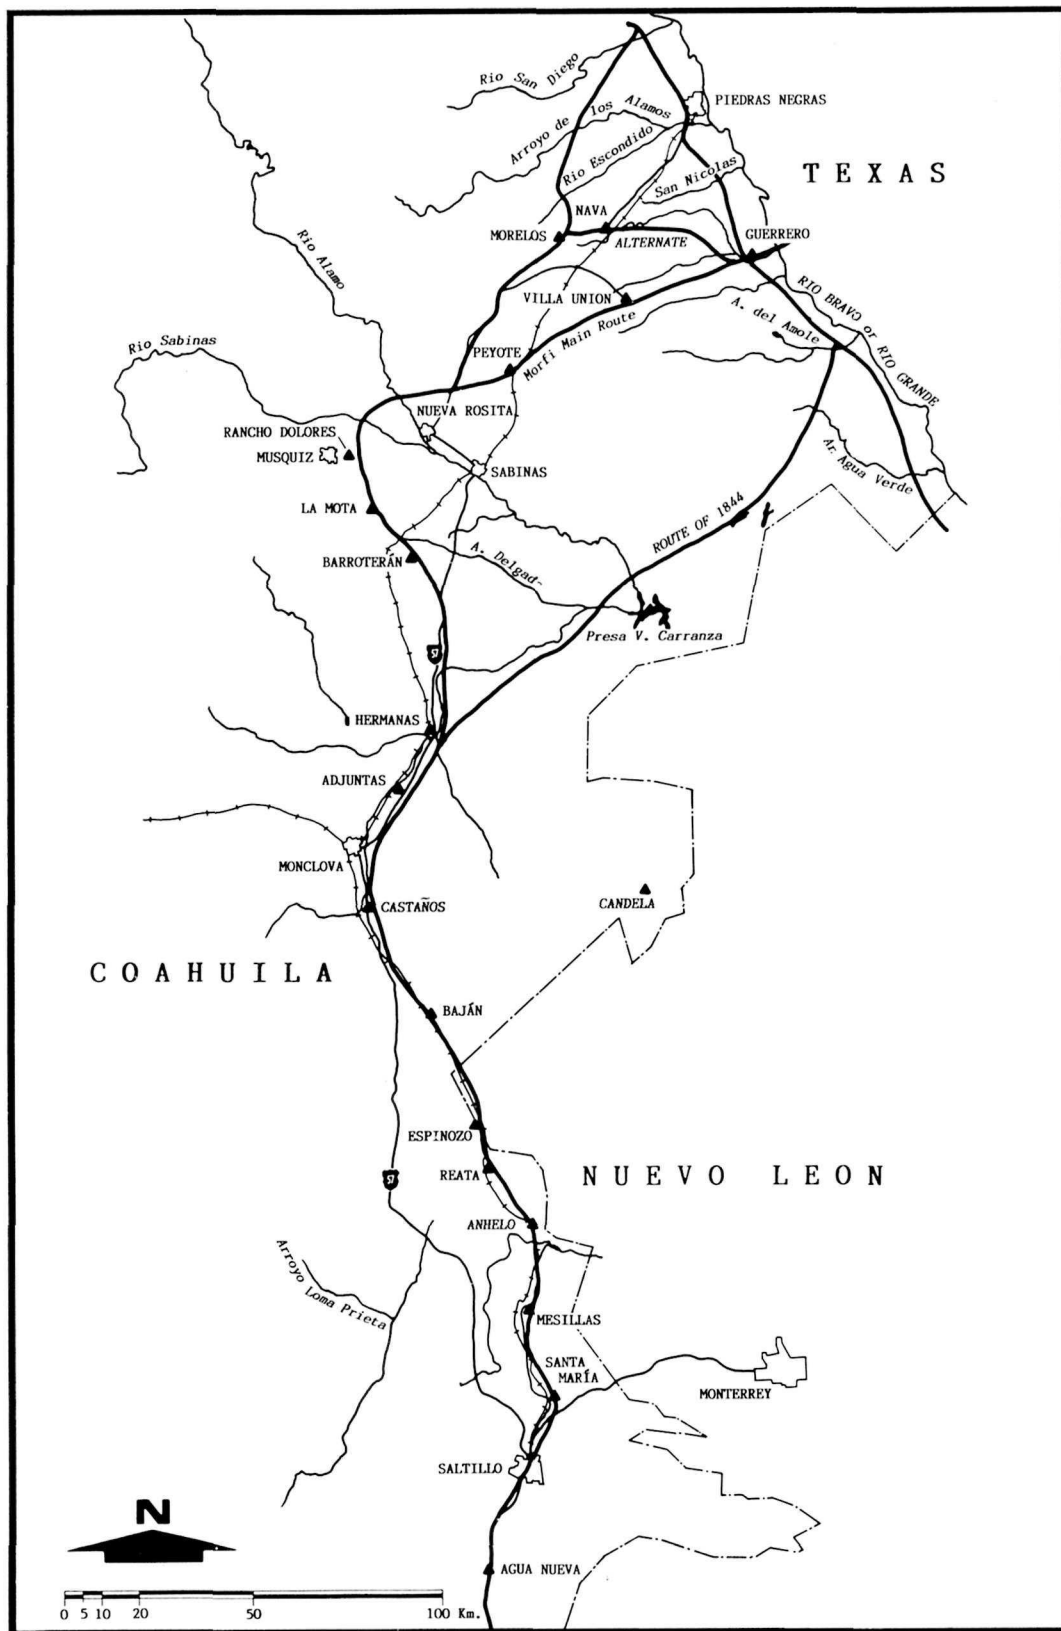 Rio San Diego
PIEDRAS NEGRAS
Arroyo de los Alamos
Rio Escondido
TEXAS
San Nicolas
NAVA
MORELOS
ALTERNATE
GUERRERO
Rio Alamo
VILLA UNION
RIO BRAVO or RIO GRANDE
A. del Amole
Morfi Main Route
Rio Sabinas
PEYOTE
NUEVA ROSITA
RANCHO DOLORES
MUSQUIZ
SABINAS
Ar. Agua Verde
LA MOTA
ROUTE OF 1844
BARROTERÁN
A. Delgad-
Presa V. Carranza
57
HERMANAS
ADJUNTAS
MONCLOVA
CANDELA
CASTAÑOS
COAHUILA
BAJÁN
ESPINOZO
REATA
NUEVO LEON
57
ANHELO
Arroyo Loma Prieta
MESILLAS
SANTA
MARÍA
MONTERREY
SALTILLO
N
AGUA NUEVA
0 5 10 20 50 100 Km.